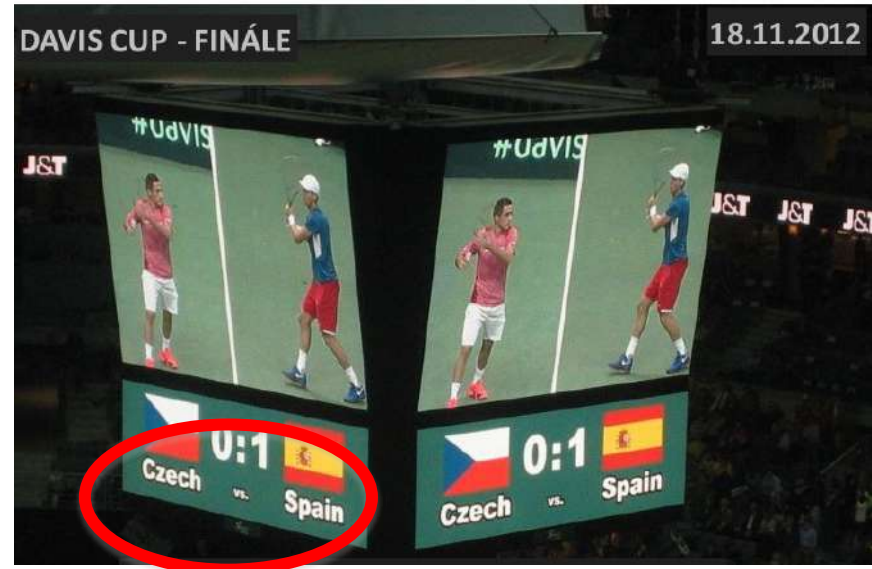 DAVIS CUP - FINÁLE
18.11.2012
#Davis
#Davis
J&T
J&T
J&T
J&T
0:1
Czech vs. Spain
0:1
Czech vs. Spain